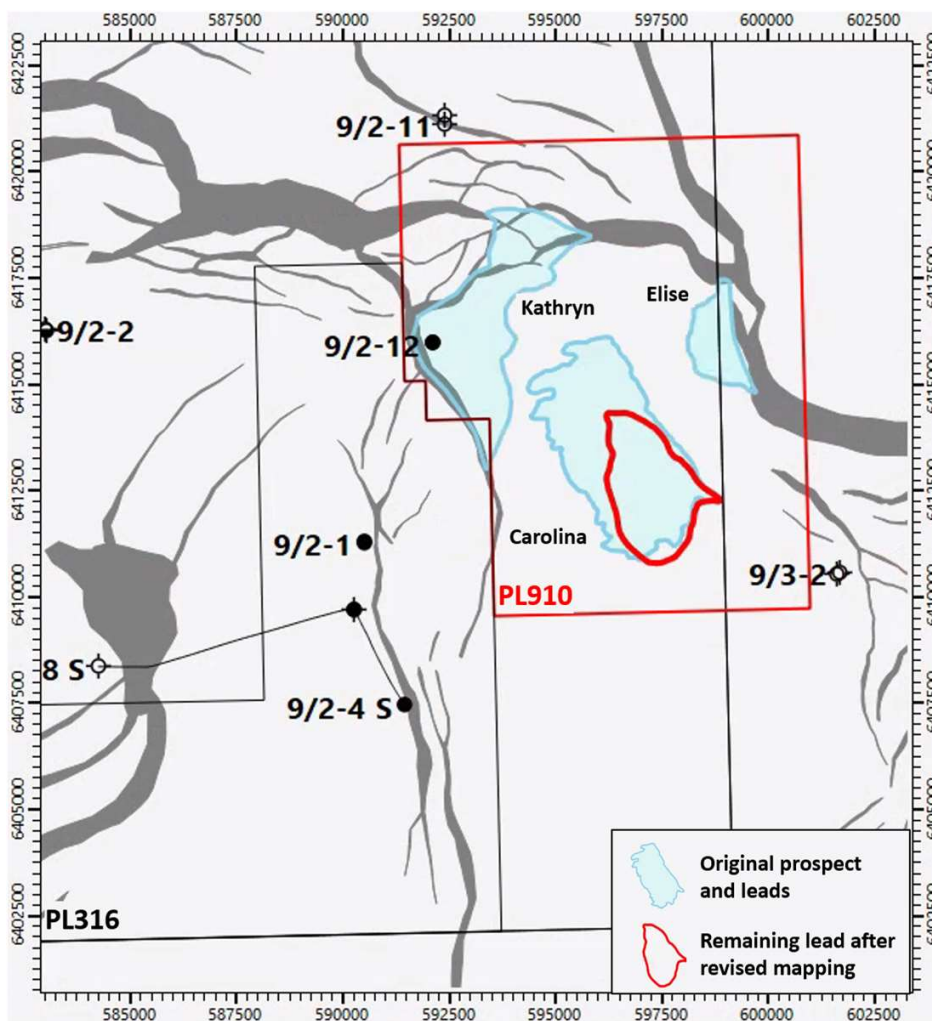 585000 587500 590000 592500 595000 597500 600000 602500
6422500 6422500
9/2-11
6420000 6420000
6417500 6417500
Elise
Kathryn
9/2-2
9/2-12
6415000 6415000
6412500 6412500
Carolina
9/2-1
9/3-2
6410000 6410000
PL910
8 S
9/2-4 S
6407500 6407500
6405000 6405000
Original prospect
and leads
6402500 6402500
PL316
Remaining lead after
revised mapping
585000 587500 590000 592500 595000 597500 600000 602500